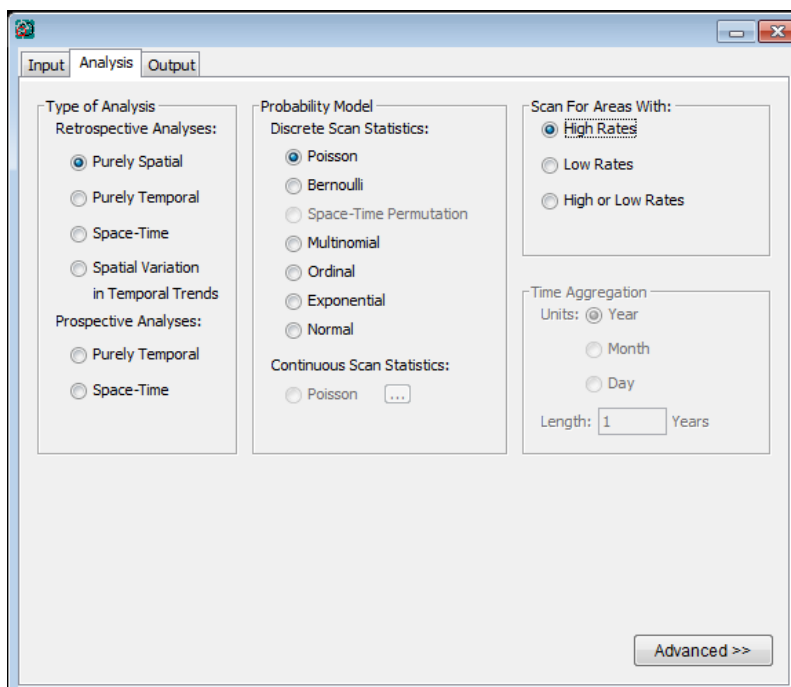 Input
Analysis
Output
Type of Analysis
Retrospective Analyses:
Purely Spatial
Purely Temporal
Space-Time
Spatial Variation
in Temporal Trends
Prospective Analyses:
Purely Temporal
Space-Time
Probability Model
Discrete Scan Statistics:
Poisson
Bernoulli
Space-Time Permutation
Multinomial
Ordinal
Exponential
Normal
Continuous Scan Statistics:
Poisson ...
Scan For Areas With:
High Rates
Low Rates
High or Low Rates
Time Aggregation
Units: Year
Month
Day
Length: 1 Years
Advanced >>